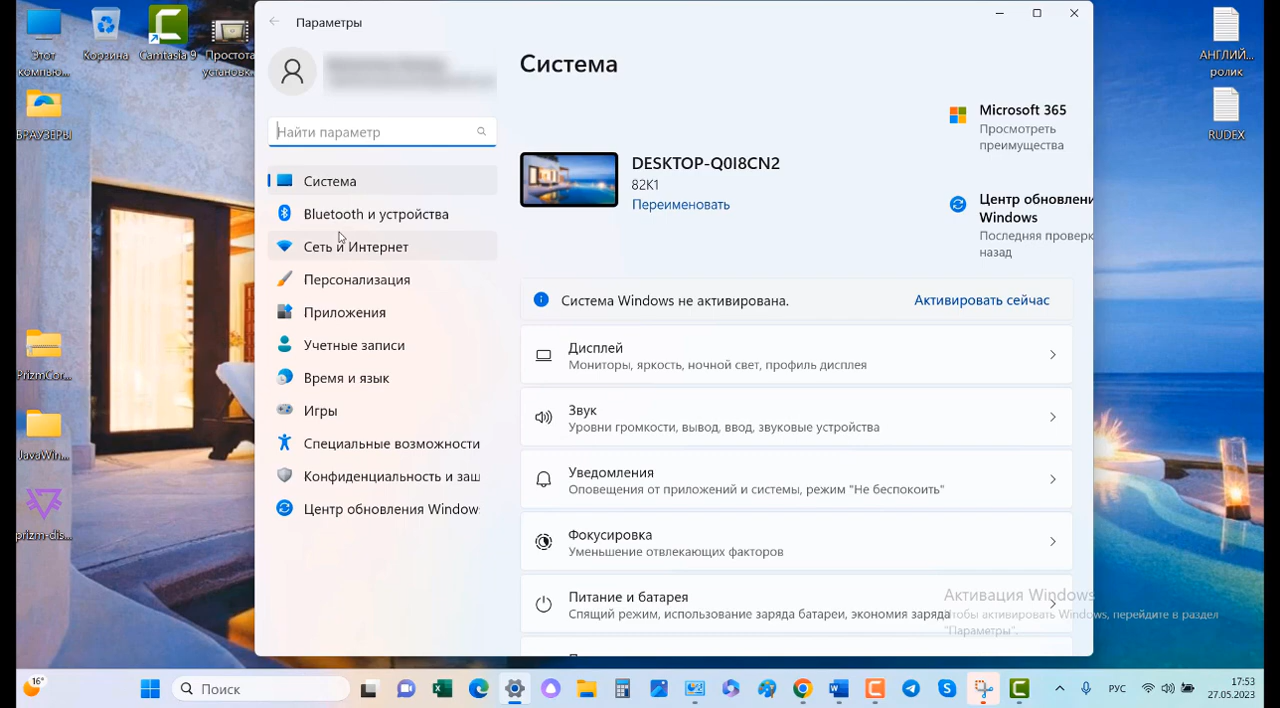 Этот
компью...
Корзина
Camtasia 9
Простота
установк...
БРАУЗЕРЫ
PrizmCor...
JavaWin...
prizm-dis...
Параметры
Найти параметр
Система
Bluetooth и устройства
Сеть и Интернет
Персонализация
Приложения
Учетные записи
Время и язык
Игры
Специальные возможности
Конфиденциальность и защ
Центр обновления Window
Система
DESKTOP-Q0I8CN2
82K1
Переименовать
Microsoft 365
Просмотреть
преимущества
Центр обновлени
Windows
Последняя проверк
назад
Система Windows не активирована.
Активировать сейчас
Дисплей
Мониторы, яркость, ночной свет, профиль дисплея
Звук
Уровни громкости, вывод, ввод, звуковые устройства
Уведомления
Оповещения от приложений и системы, режим "Не беспокоить"
Фокусировка
Уменьшение отвлекающих факторов
Питание и батарея
Спящий режим, использование заряда батареи, экономия заряда
Активация Windows
Чтобы активировать Windows, перейдите в раздел
"Параметры".
АНГЛИЙ...
ролик
RUDEX
16°
Поиск
РУС
17:53
27.05.2023